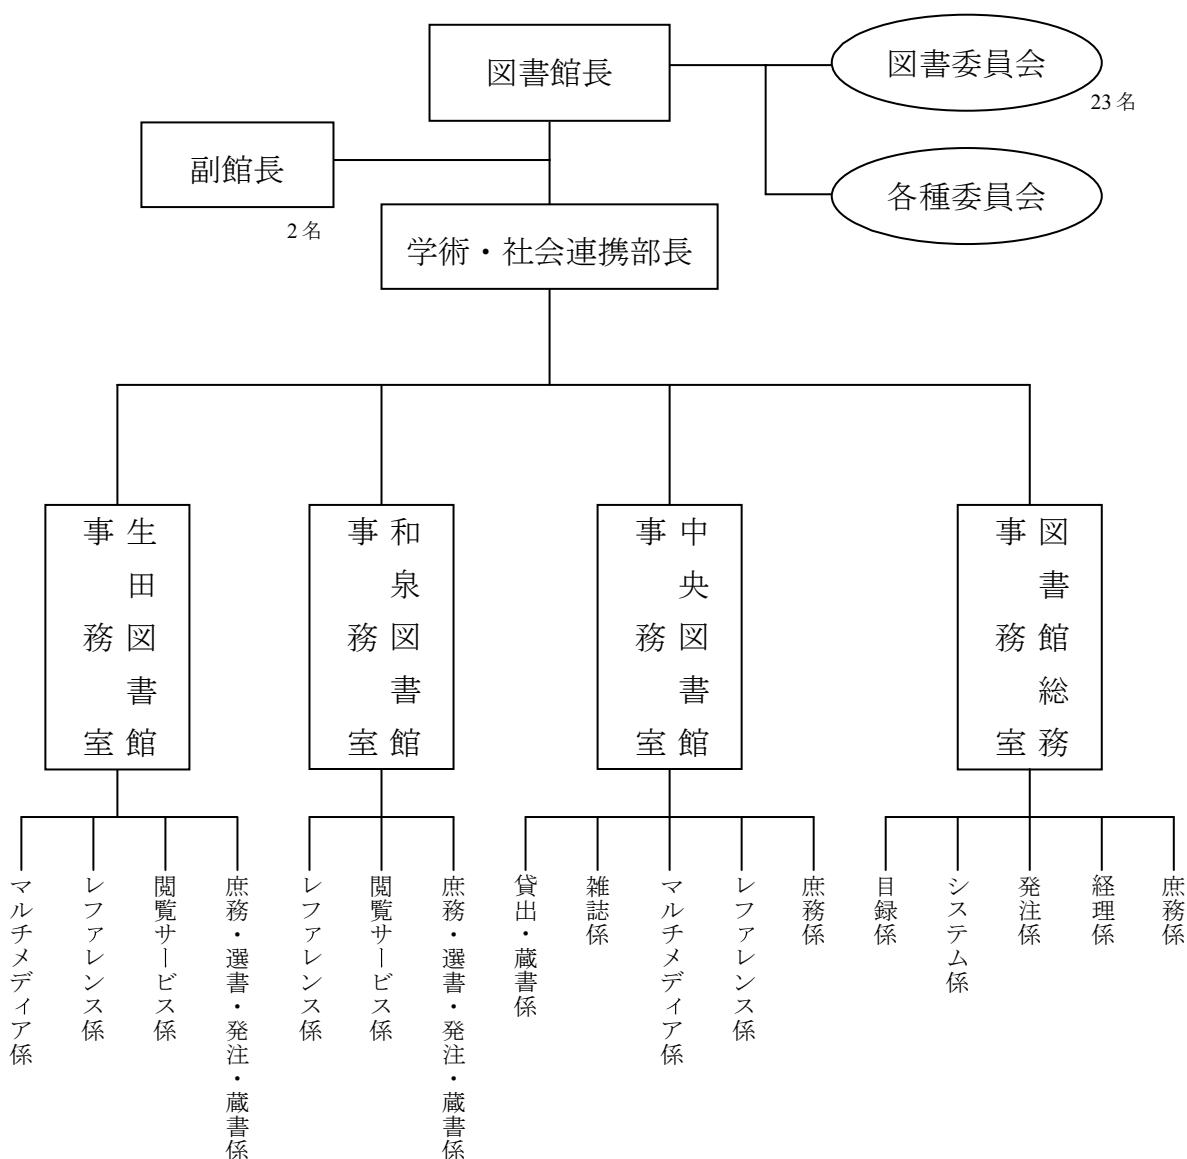 図書館長
図書委員会
23 名
副館長
2 名
各種委員会
学術・社会連携部長
図書館総務
事務室
中央図書館
事務室
和泉図書館
事務室
生田図書館
事務室
庶務係
経理係
発注係
システム係
目録係
庶務係
レファレンス係
マルチメディア係
雑誌係
貸出・蔵書係
庶務・選書・発注・蔵書係
閲覧サービス係
レファレンス係
庶務・選書・発注・蔵書係
閲覧サービス係
レファレンス係
マルチメディア係